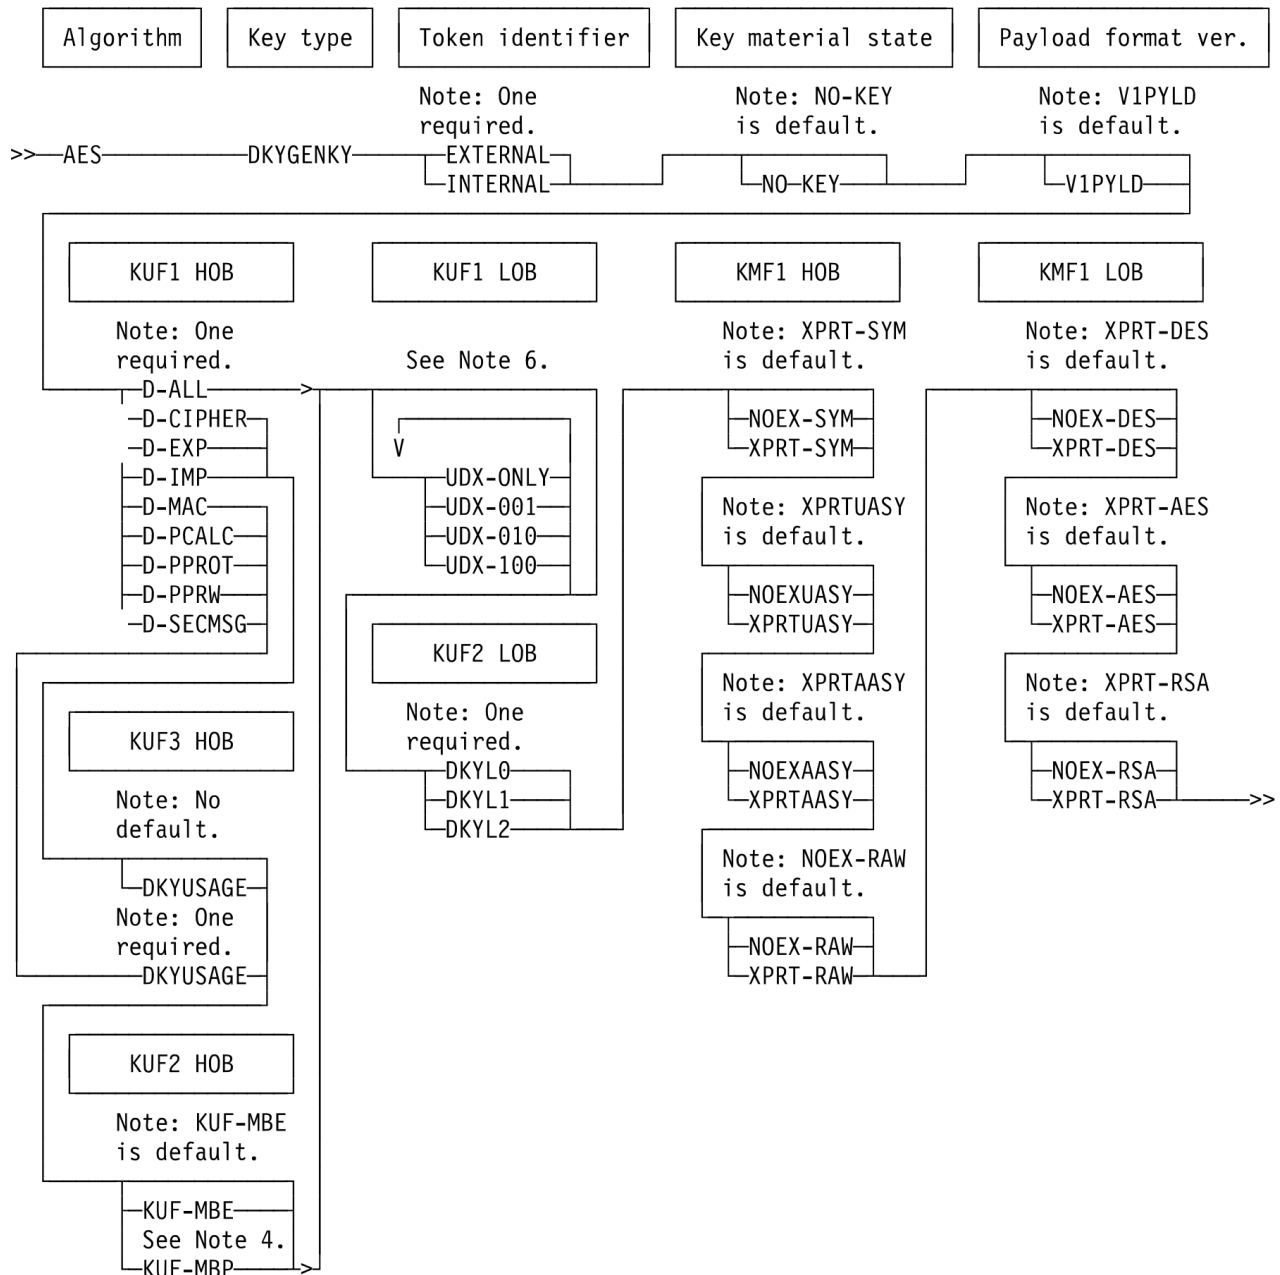 Algorithm Key type Token identifier Key material state Payload format ver.
Note: One Note: NO-KEY Note: V1PYLD
required. is default. is default.
>>—AES DKYGENKY EXTERNAL
INTERNAL NO-KEY V1PYLD
KUF1 HOB KUF1 LOB KMF1 HOB KMF1 LOB
Note: One Note: XPRT-SYM Note: XPRT-DES
required. See Note 6. is default. is default.
D-ALL >
D-CIPHER NOEX-SYM NOEX-DES
D-EXP V XPRT-SYM XPRT-DES
D-IMP UDX-ONLY
D-MAC UDX-001 Note: XPRTUASY Note: XPRT-AES
D-PCALC UDX-010 is default. is default.
D-PPROT UDX-100
D-PPRW NOEXUASY NOEX-AES
D-SECMSG XPRTUASY XPRT-AES
KUF2 LOB
Note: XPRTAASY Note: XPRT-RSA
Note: One is default. is default.
KUF3 HOB required.
DKYL0 NOEXAASY NOEX-RSA
Note: No DKYL1 XPRTAASY XPRT-RSA >>
default. DKYL2
Note: NOEX-RAW
DKYUSAGE is default.
Note: One
required. NOEX-RAW
DKYUSAGE XPRT-RAW
KUF2 HOB
Note: KUF-MBE
is default.
KUF-MBE
See Note 4.
KUF-MBP >